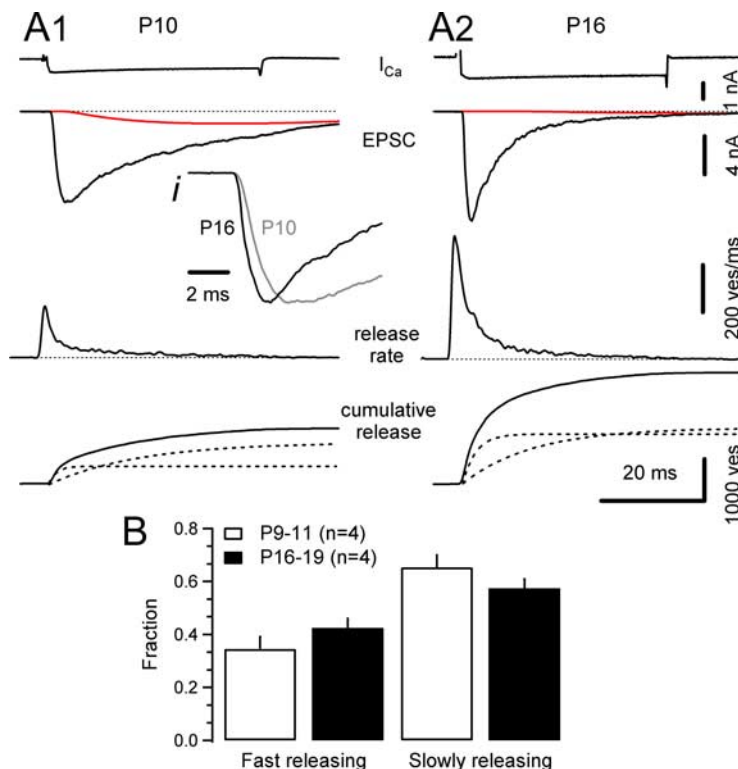 A1
P10
A2
P16
I Ca
1 nA
EPSC
4 nA
i
P16
P10
2 ms
200 ves/ms
release
rate
cumulative
release
20 ms
1000 ves
B
P9-11 (n=4)
P16-19 (n=4)
Fraction
0.8
0.6
0.4
0.2
0.0
Fast releasing
Slowly releasing